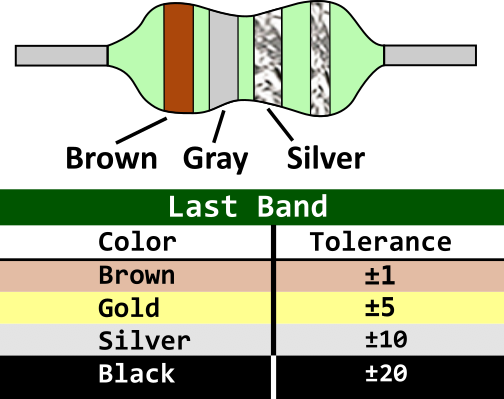 Brown Gray Silver
Last Band
Color Tolerance
Brown ±1
Gold ±5
Silver ±10
Black ±20